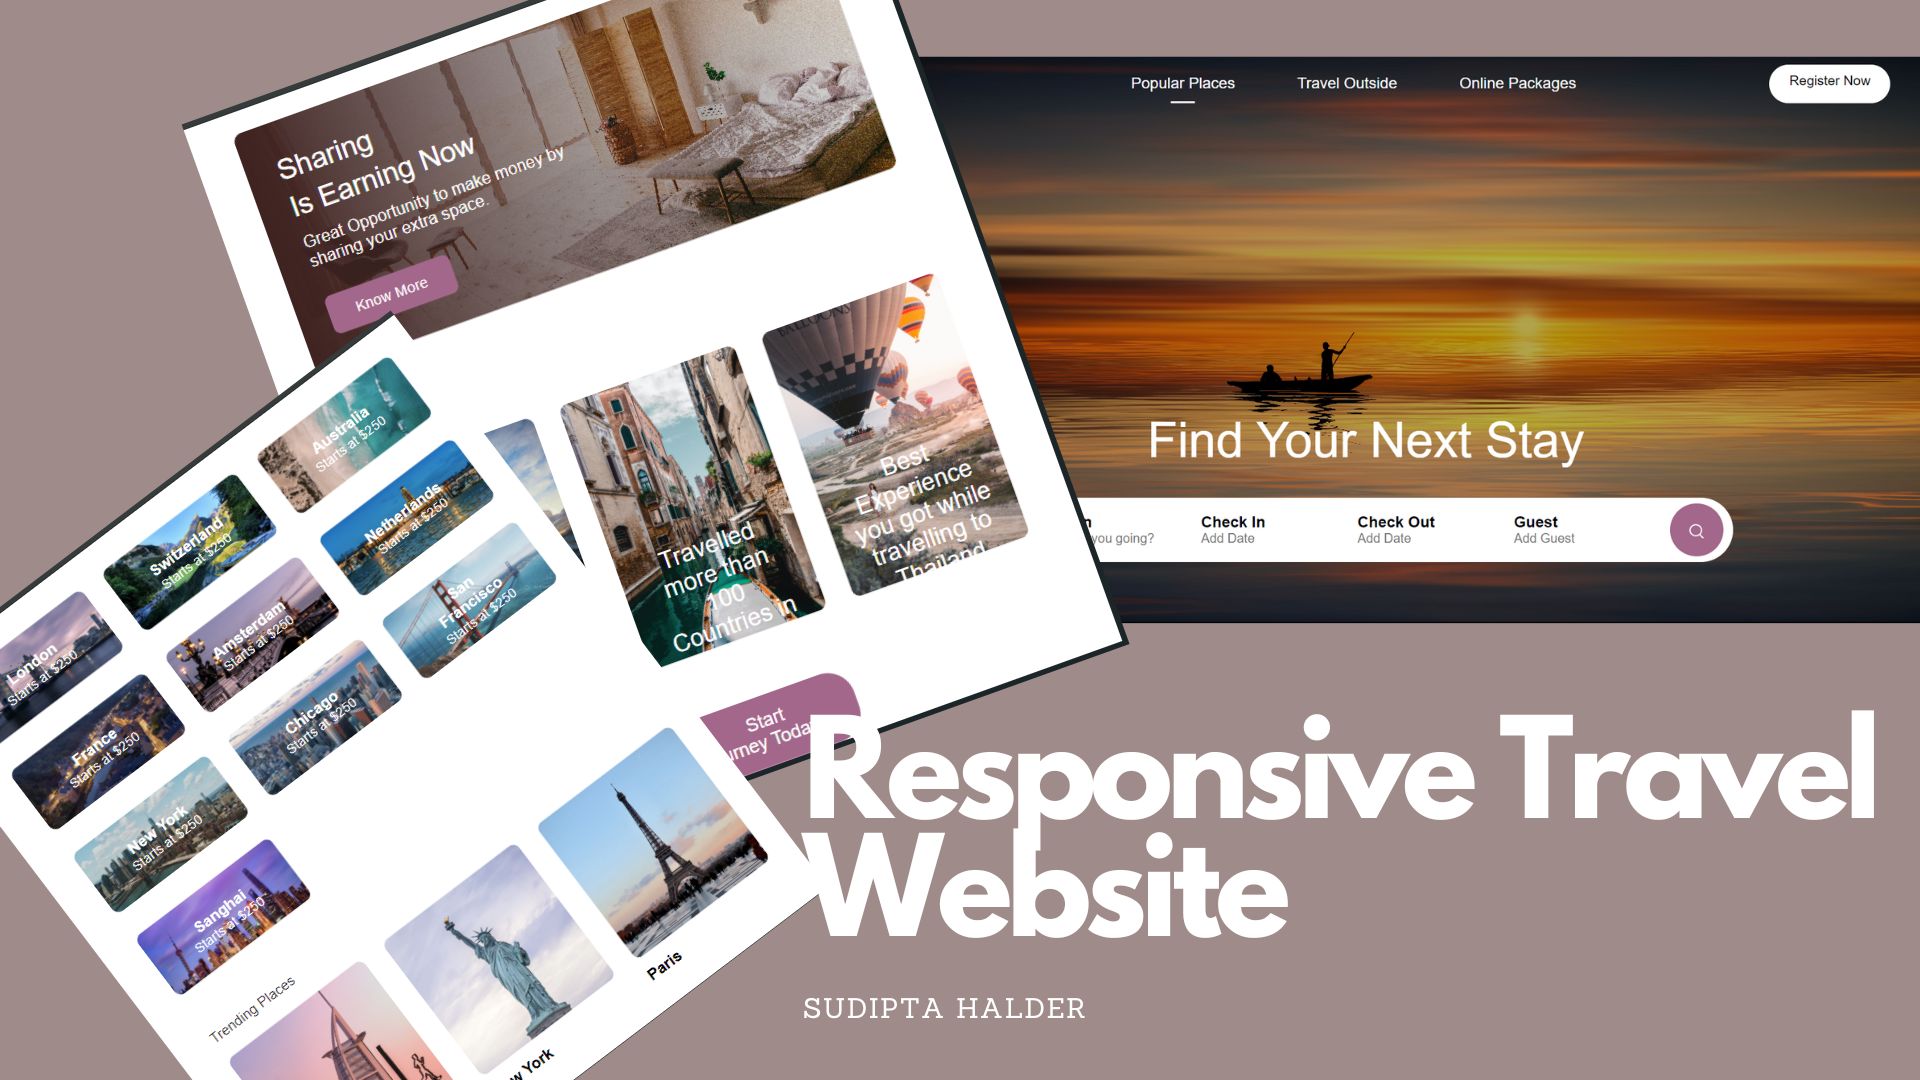 Popular Places
Travel Outside
Online Packages
Register Now
Find Your Next Stay
you going?
Check In
Add Date
Check Out
Add Date
Guest
Add Guest
Sharing
Is Earning Now
Great Opportunity to make money by
sharing your extra space.
Know More
BALLOONS
Travelled
more than
100
Countries in
Best
Experience
you got while
travelling to
Thailand
Start
Australia
Starts at $250
Switzerland
Starts at $250
Netherlands
Starts at $250
London
Starts at $250
Amsterdam
Starts at $250
San
Francisco
Starts at $250
France
Starts at $250
Chicago
Starts at $250
New York
Starts at $250
Sanghai
Starts at $250
Trending Places
York
Paris
Responsive Travel
Website
SUDIPTA HALDER